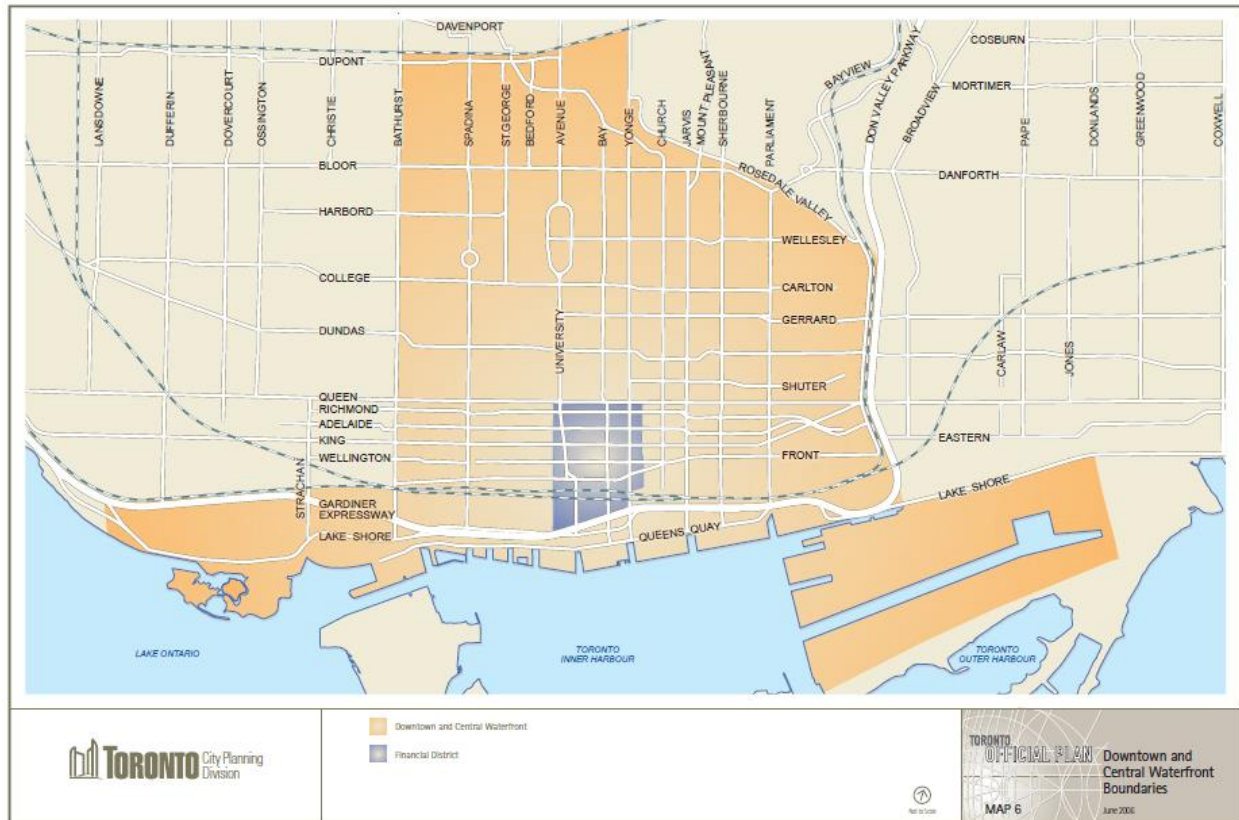 DAVENPORT
COSBURN
DUPONT
BAYVIEW
MORTIMER
LANSDOWNE
DUFFERIN
DOVERCOURT
OSSINGTON
CHRISTIE
BATHURST
SPADINA
ST.GEORGE
BEDFORD
AVENUE
BAY
YONGE
CHURCH
JARVIS
MOUNT PLEASANT
SHERBOURNE
PARLIAMENT
DON VALLEY PARKWAY
BROADVIEW
PAPE
DONLANDS
GREENWOOD
COXWELL
BLOOR
ROSEDALE VALLEY
DANFORTH
HARBORD
WELLESLEY
COLLEGE
CARLTON
GERRARD
DUNDAS
UNIVERSITY
CARLAW
JONES
SHUTER
QUEEN
RICHMOND
ADELAIDE
KING
EASTERN
WELLINGTON
FRONT
STRACHAN
GARDINER
EXPRESSWAY
LAKE SHORE
LAKE SHORE
QUEENS QUAY
LAKE ONTARIO
TORONTO
INNER HARBOUR
TORONTO
OUTER HARBOUR
TORONTO City Planning
Division
Downtown and Central Waterfront
Financial District
Not to Scale
TORONTO
OFFICIAL PLAN
MAP 6
Downtown and
Central Waterfront
Boundaries
June 2006